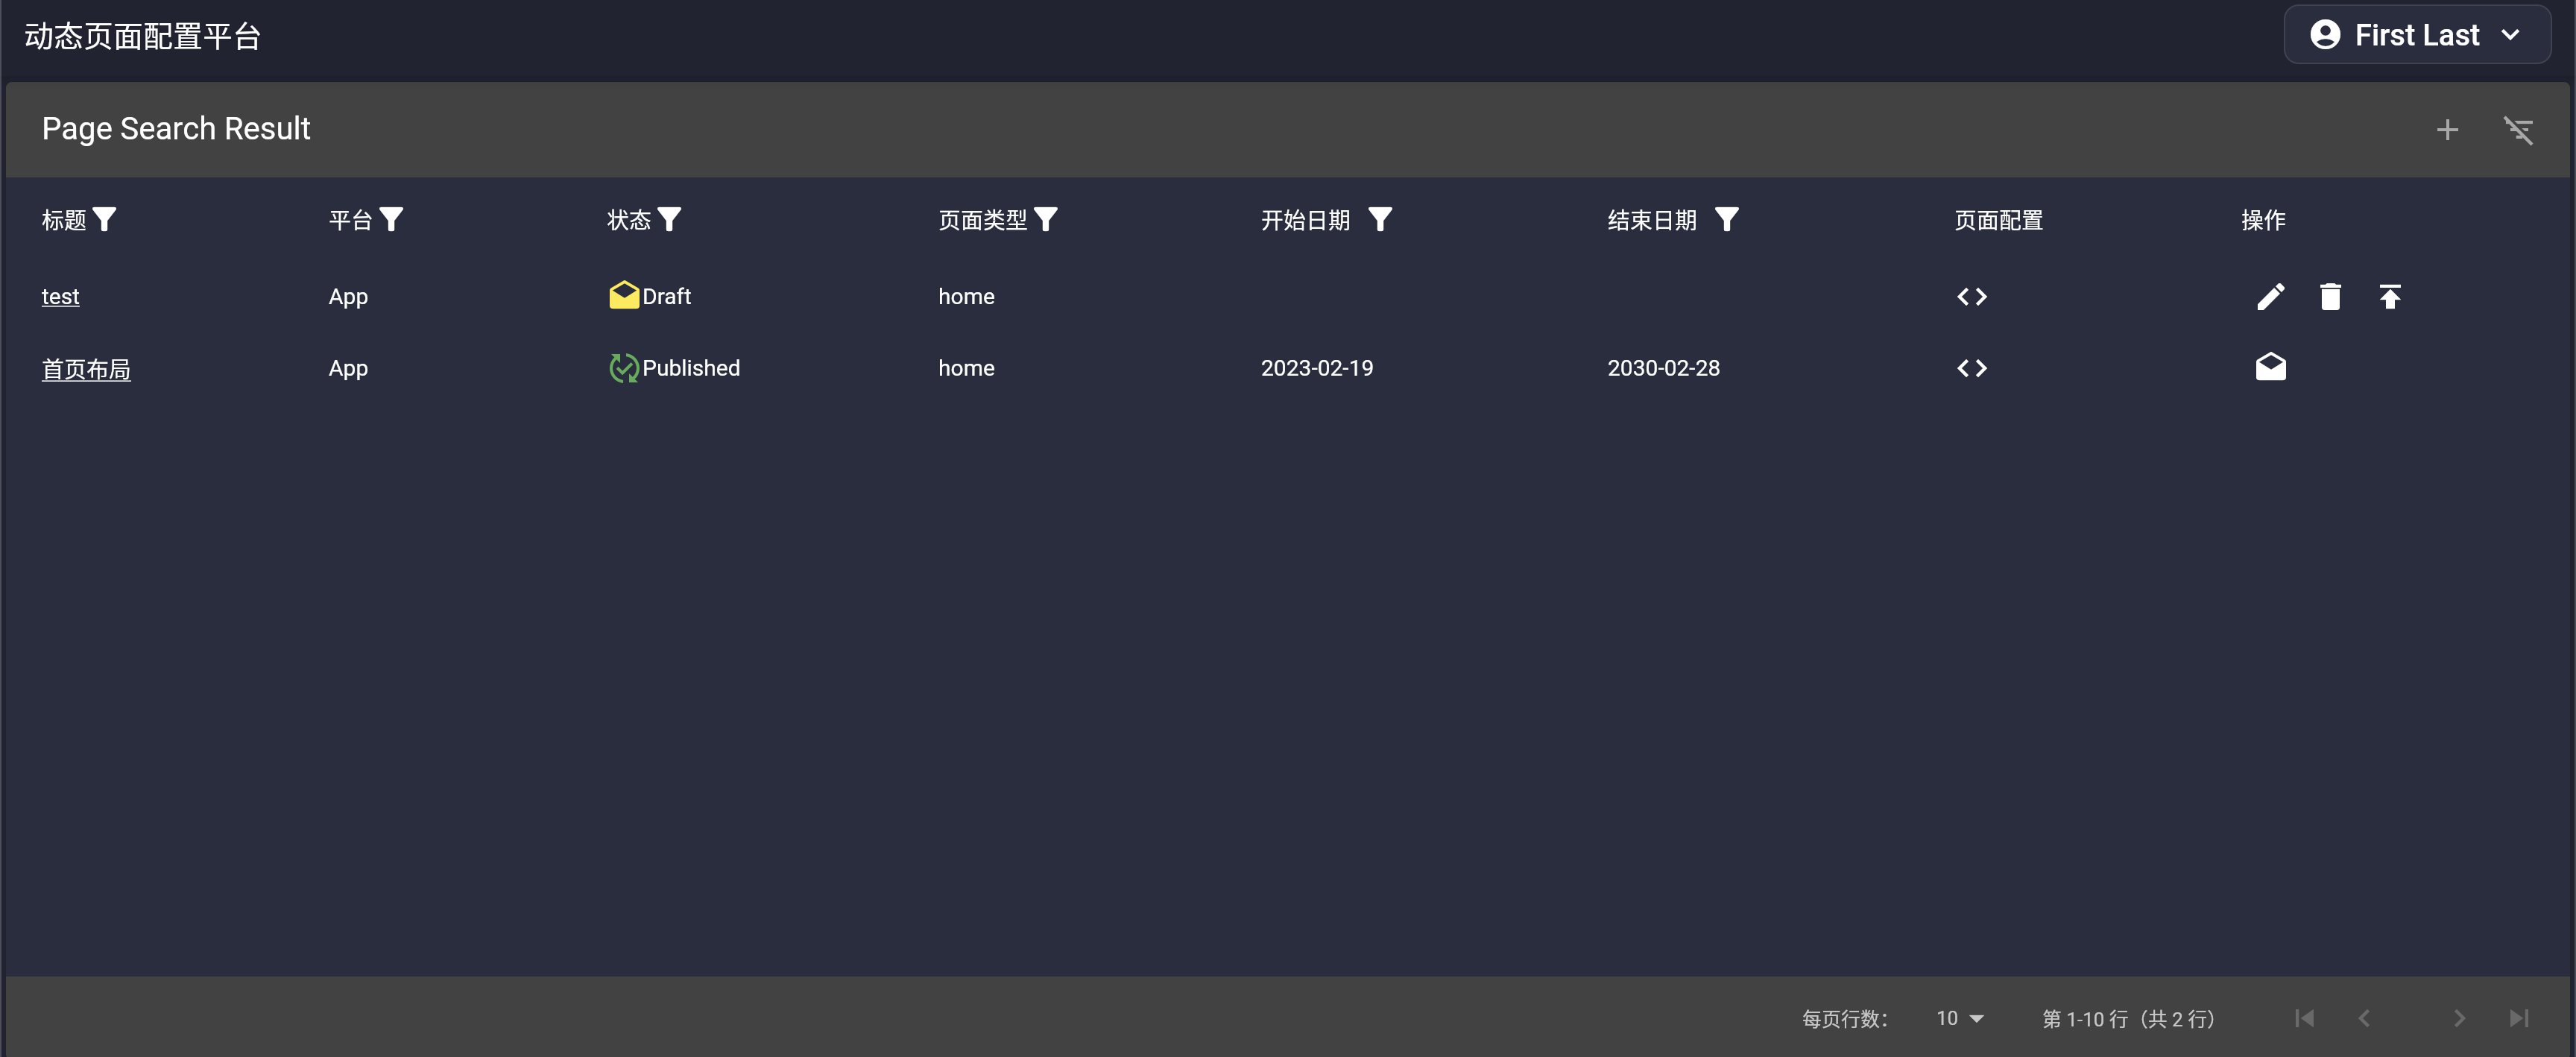 动态页面配置平台 First Last
Page Search Result
标题 平台 状态 页面类型 开始日期 结束日期 页面配置 操作
test App Draft home
首页布局 App Published home 2023-02-19 2030-02-28
每页行数： 10 第 1-10 行（共 2 行）